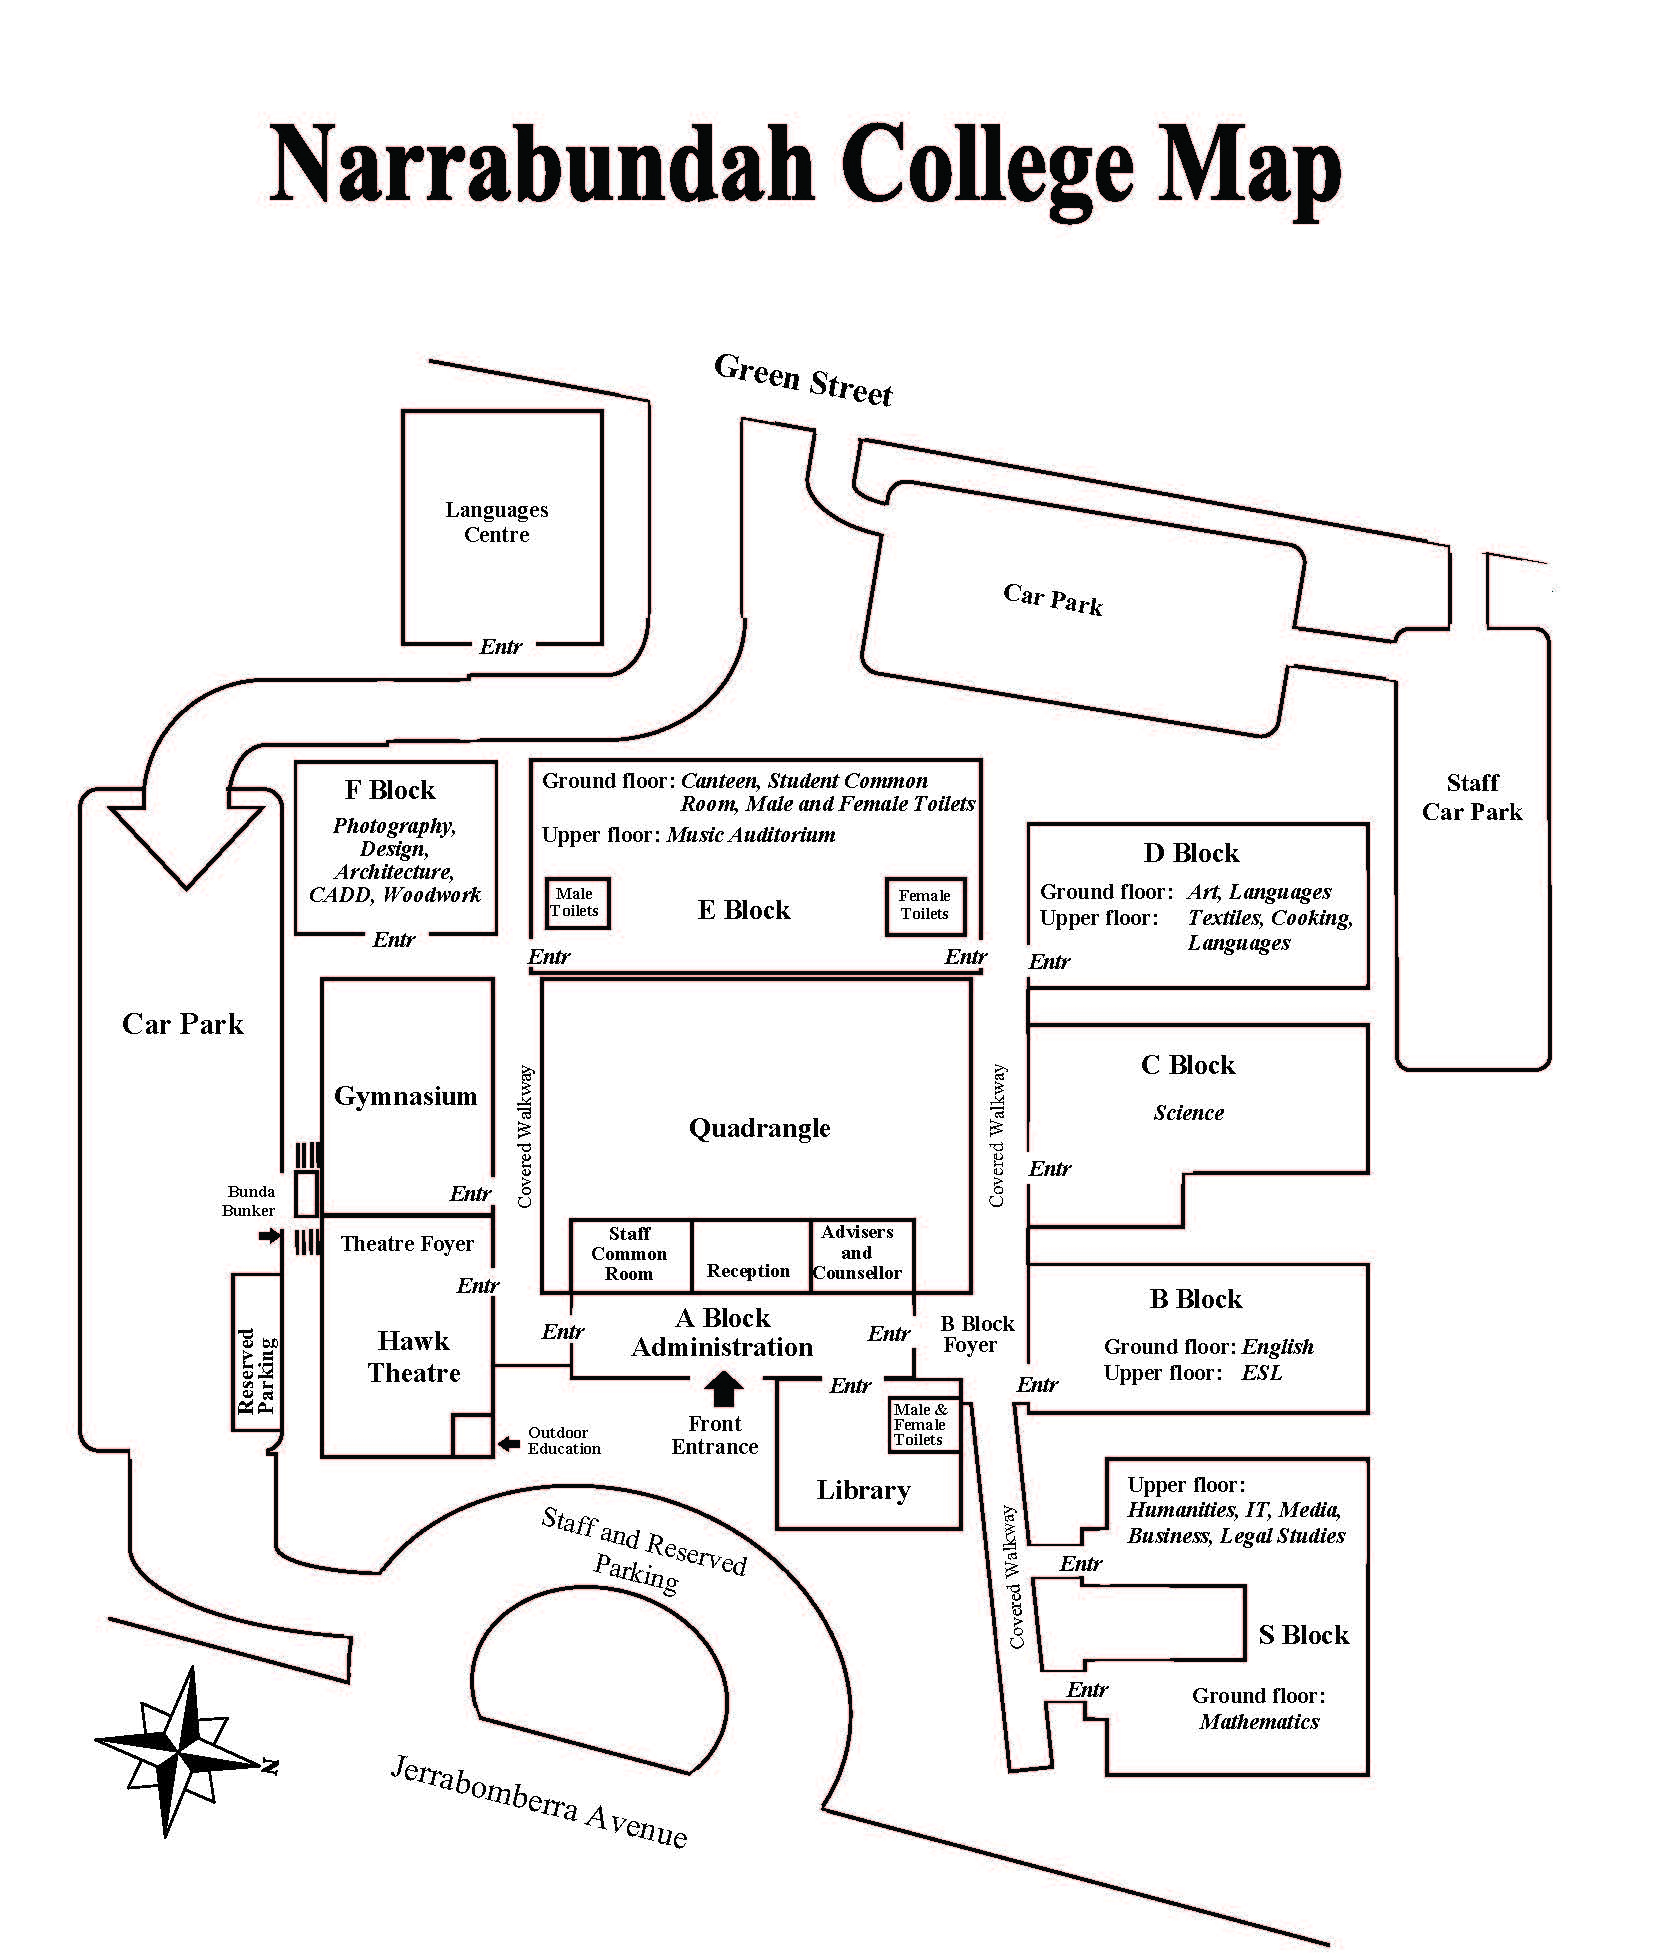 Narrabundah College Map
Green Street
Languages
Centre
Entr
Car Park
Staff
Car Park
F Block
Photography,
Design,
Architecture,
CADD, Woodwork
Entr
Ground floor: Canteen, Student Common
Room, Male and Female Toilets
Upper floor: Music Auditorium
Male
Toilets
E Block
Female
Toilets
Entr
Entr
D Block
Ground floor: Art, Languages
Upper floor: Textiles, Cooking,
Languages
Entr
Car Park
Gymnasium
Entr
Covered Walkway
Quadrangle
Covered Walkway
C Block
Science
Entr
Bunda
Bunker
Theatre Foyer
Entr
Hawk
Theatre
Reserved
Parking
Outdoor
Education
Staff
Common
Room
Reception
Advisers
and
Counsellor
A Block
Administration
Entr
Entr
B Block
Foyer
B Block
Ground floor: English
Upper floor: ESL
Entr
Front
Entrance
Entr
Male &
Female
Toilets
Library
Covered Walkway
Upper floor:
Humanities, IT, Media,
Business, Legal Studies
Entr
S Block
Entr
Ground floor:
Mathematics
Staff and Reserved
Parking
N
Jerrabomberra Avenue